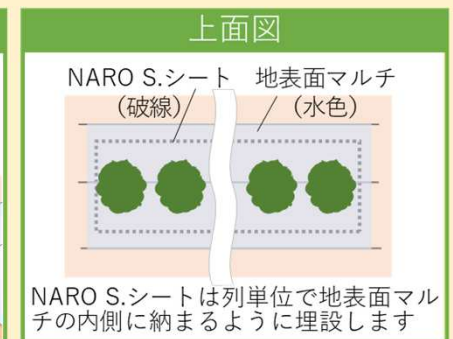 上面図
NARO S.シート 地表面マルチ
(破線) (水色)
NARO S.シートは列単位で地表面マル
チの内側に納まるように埋設します